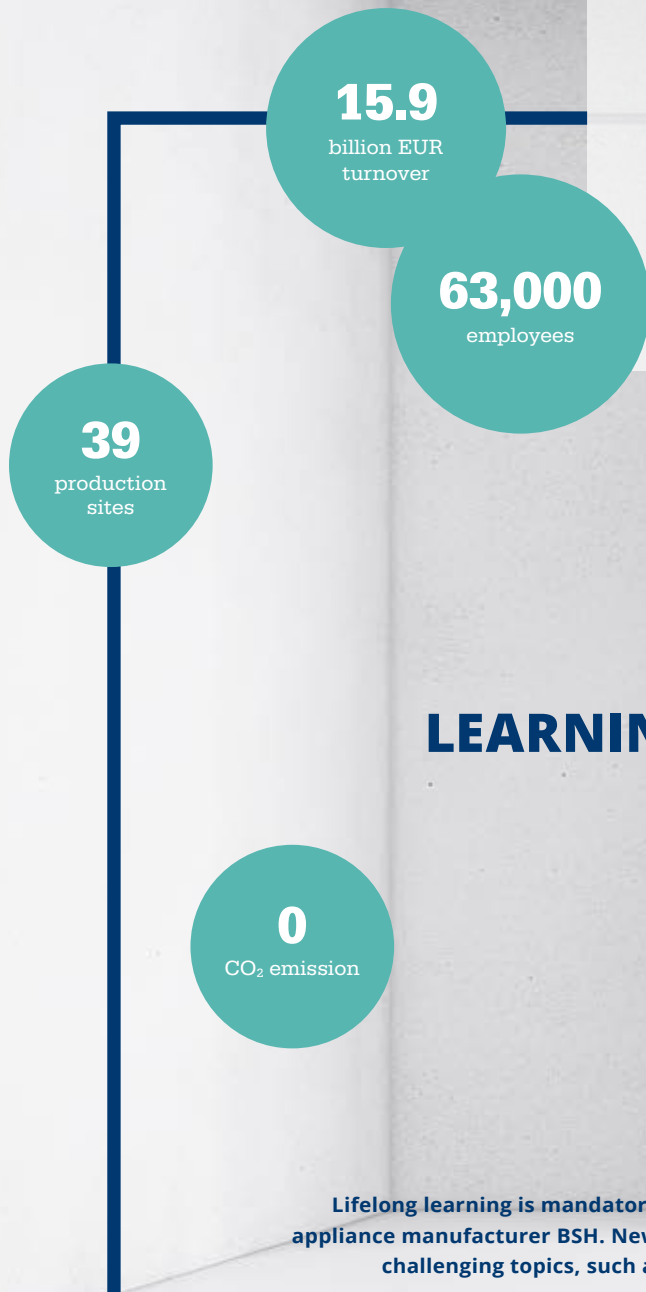 15.9
billion EUR
turnover
63,000
employees
39
production
sites
LEARNIN
0
CO₂ emission
Lifelong learning is mandator
appliance manufacturer BSH. New
challenging topics, such a